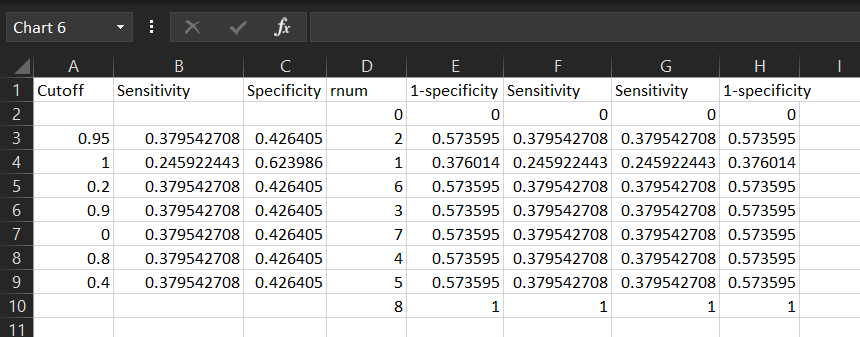 Chart 6 fx
A B C D E F G H I
1 Cutoff Sensitivity Specificity rnum 1-specificity Sensitivity Sensitivity 1-specificity
2 0 0 0 0 0
3 0.95 0.379542708 0.426405 2 0.573595 0.379542708 0.379542708 0.573595
4 1 0.245922443 0.623986 1 0.376014 0.245922443 0.245922443 0.376014
5 0.2 0.379542708 0.426405 6 0.573595 0.379542708 0.379542708 0.573595
6 0.9 0.379542708 0.426405 3 0.573595 0.379542708 0.379542708 0.573595
7 0 0.379542708 0.426405 7 0.573595 0.379542708 0.379542708 0.573595
8 0.8 0.379542708 0.426405 4 0.573595 0.379542708 0.379542708 0.573595
9 0.4 0.379542708 0.426405 5 0.573595 0.379542708 0.379542708 0.573595
10 8 1 1 1 1
11